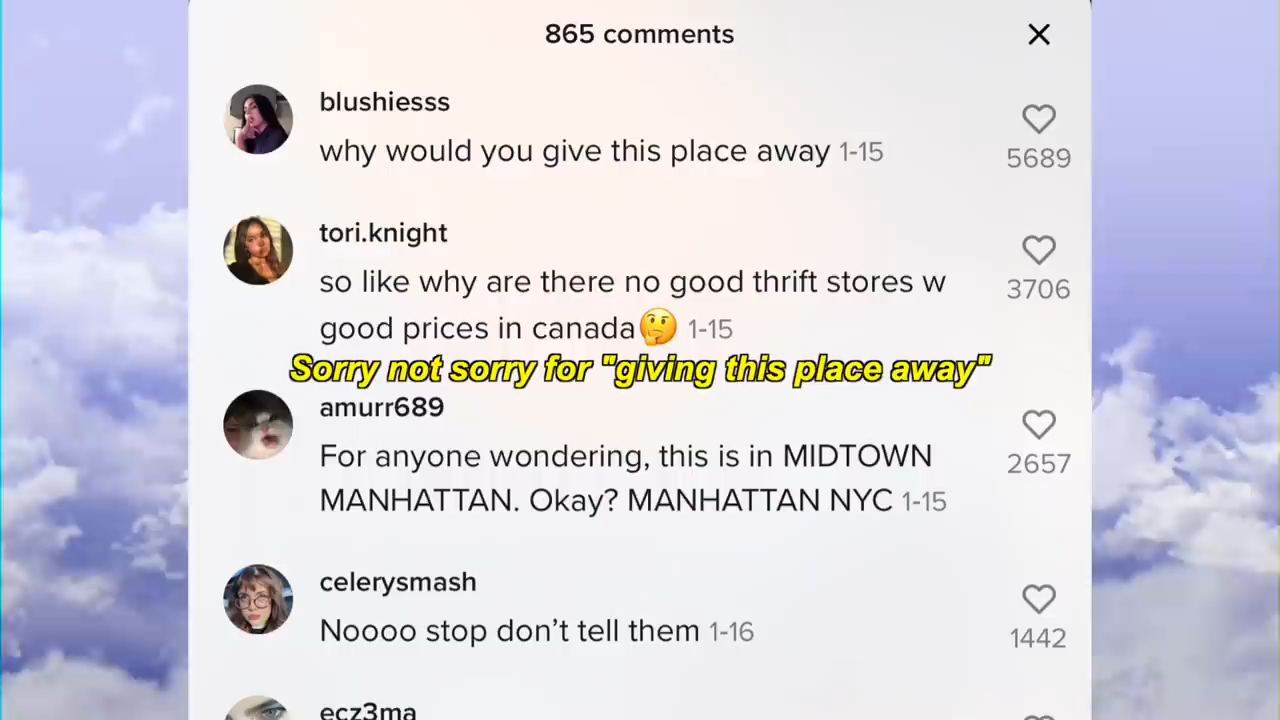 865 comments
blushiesss
why would you give this place away 1-15
5689
tori.knight
so like why are there no good thrift stores w
good prices in canada🤔 1-15
3706
Sorry not sorry for "giving this place away"
amurr689
For anyone wondering, this is in MIDTOWN
MANHATTAN. Okay? MANHATTAN NYC 1-15
2657
celerysmash
Noooo stop don’t tell them 1-16
1442
ecz3ma